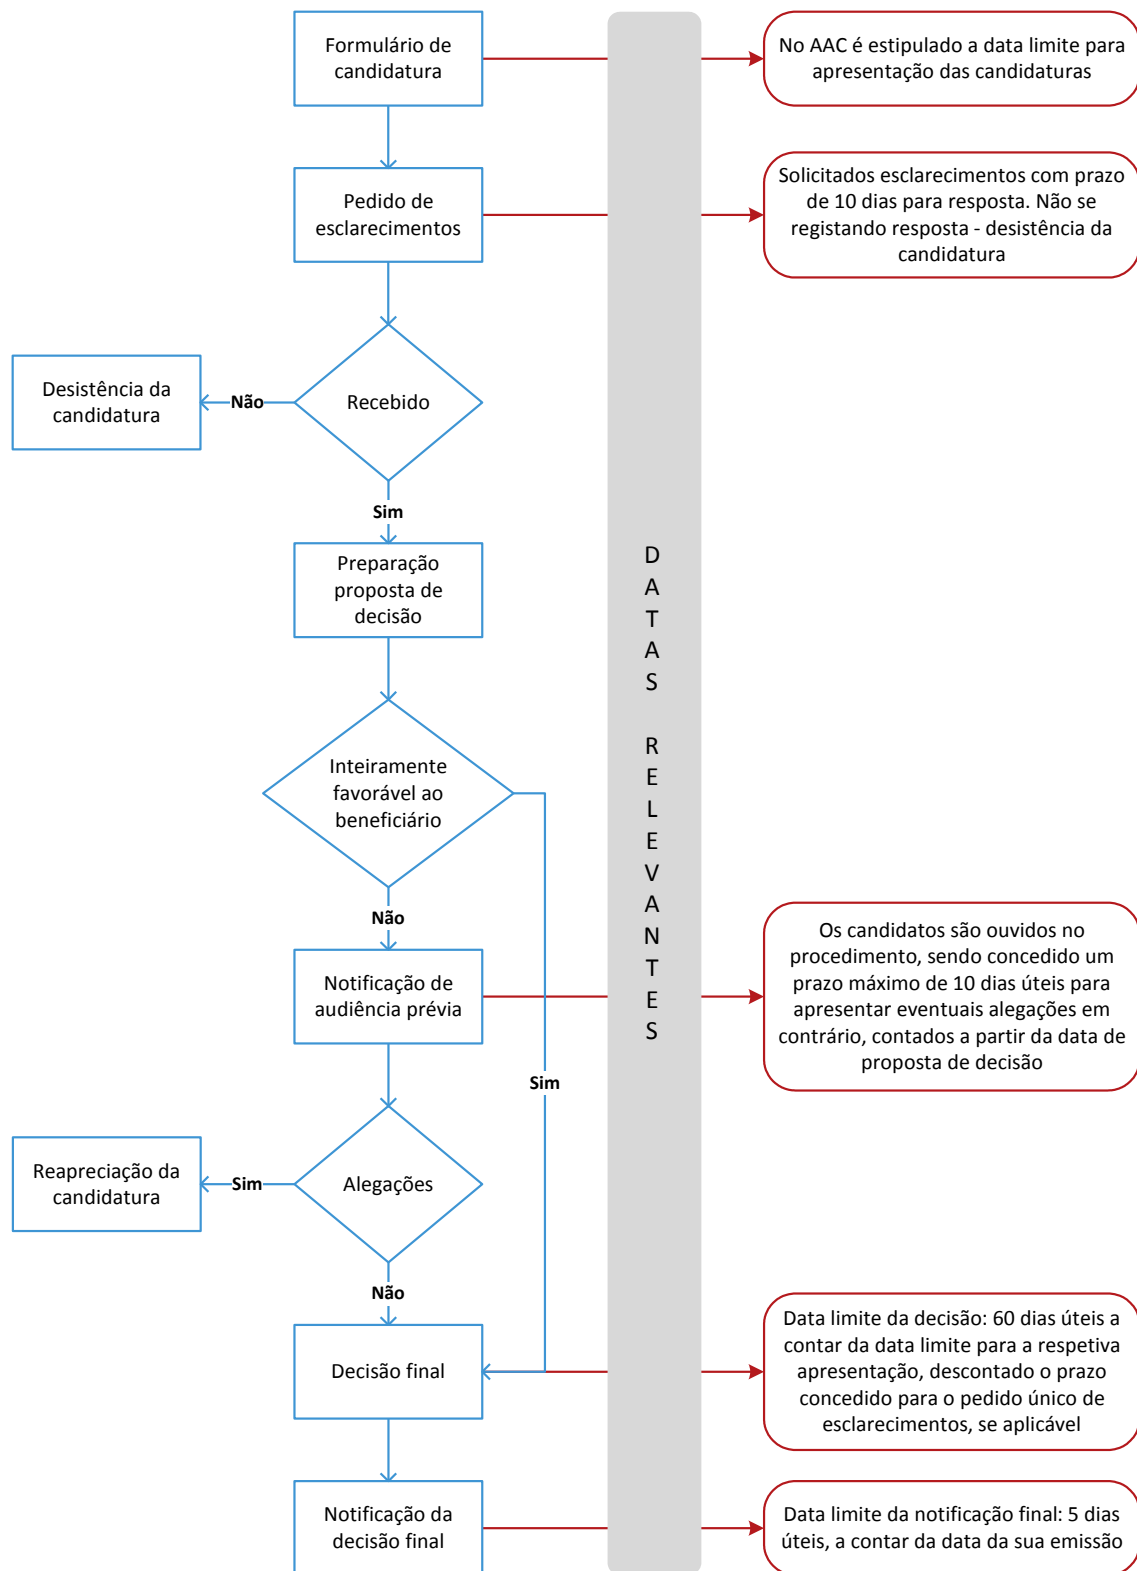 Formulário de
candidatura
No AAC é estipulado a data limite para
apresentação das candidaturas
Pedido de
esclarecimentos
Solicitados esclarecimentos com prazo
de 10 dias para resposta. Não se
registando resposta - desistência da
candidatura
Desistência da
candidatura
Não
Recebido
Sim
Preparação
proposta de
decisão
DATAS RELEVANTES
Inteiramente
favorável ao
beneficiário
Não
Notificação de
audiência prévia
Os candidatos são ouvidos no
procedimento, sendo concedido um
prazo máximo de 10 dias úteis para
apresentar eventuais alegações em
contrário, contados a partir da data de
proposta de decisão
Sim
Reapreciação da
candidatura
Sim
Alegações
Não
Decisão final
Data limite da decisão: 60 dias úteis a
contar da data limite para a respetiva
apresentação, descontado o prazo
concedido para o pedido único de
esclarecimentos, se aplicável
Notificação da
decisão final
Data limite da notificação final: 5 dias
úteis, a contar da data da sua emissão